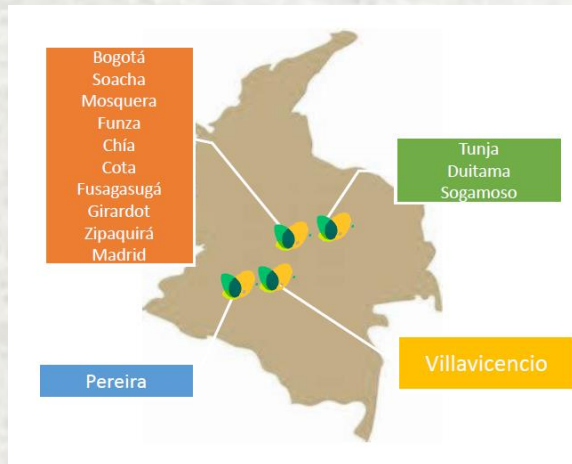 Bogotá
Soacha
Mosquera
Funza
Chía
Cota
Fusagasugá
Girardot
Zipaquirá
Madrid
Tunja
Duitama
Sogamoso
Pereira
Villavicencio